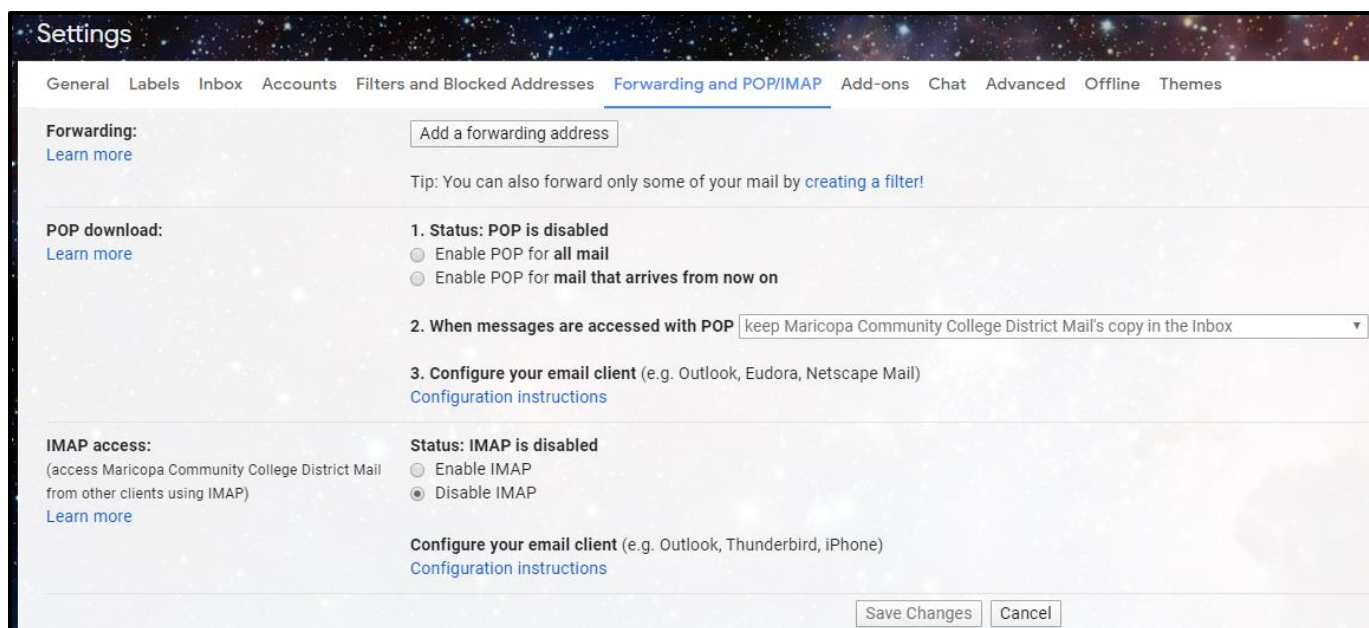 Settings
General Labels Inbox Accounts Filters and Blocked Addresses Forwarding and POP/IMAP Add-ons Chat Advanced Offline Themes
Forwarding:
Learn more
Add a forwarding address
Tip: You can also forward only some of your mail by creating a filter!
POP download:
Learn more
1. Status: POP is disabled
Enable POP for all mail
Enable POP for mail that arrives from now on
2. When messages are accessed with POP keep Maricopa Community College District Mail's copy in the Inbox
3. Configure your email client (e.g. Outlook, Eudora, Netscape Mail)
Configuration instructions
IMAP access:
(access Maricopa Community College District Mail
from other clients using IMAP)
Learn more
Status: IMAP is disabled
Enable IMAP
Disable IMAP
Configure your email client (e.g. Outlook, Thunderbird, iPhone)
Configuration instructions
Save Changes Cancel